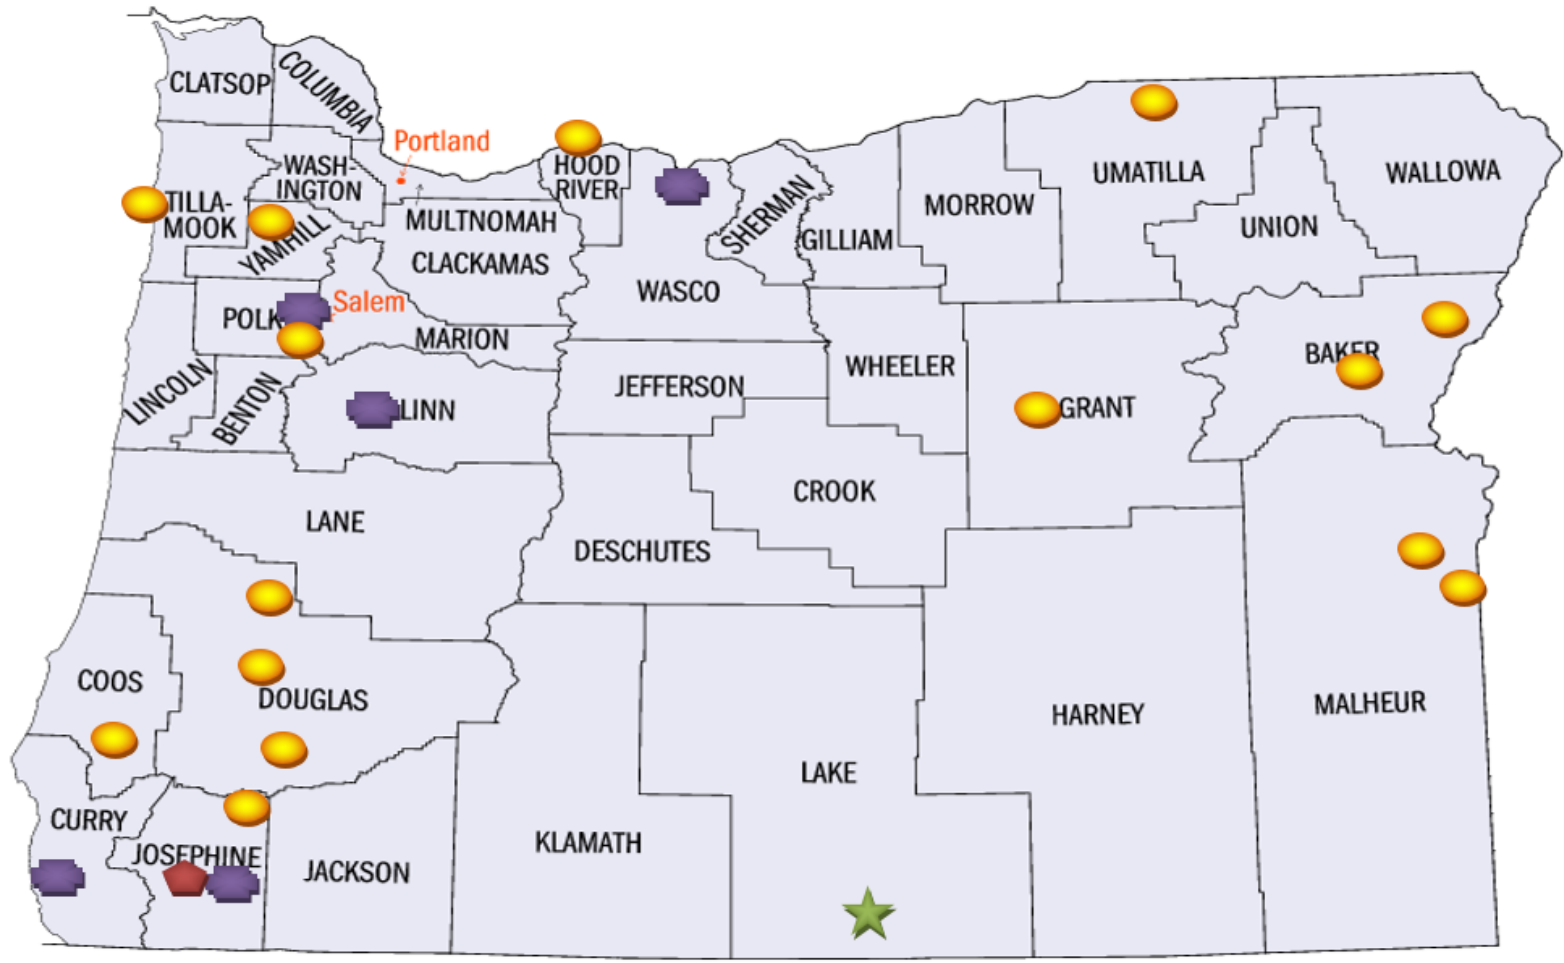 CLATSOP
COLUMBIA
Portland
WASH-
INGTON
HOOD
RIVER
UMATILLA
WALLOWA
TILLA-
MOOK
MULTNOMAH
SHERMAN
MORROW
UNION
YAMHILL
GILLIAM
CLACKAMAS
WASCO
Salem
POLK
MARION
BAKER
WHEELER
LINCOLN
BENTON
JEFFERSON
LINN
GRANT
CROOK
LANE
DESCHUTES
COOS
DOUGLAS
HARNEY
MALHEUR
LAKE
CURRY
KLAMATH
JOSEPHINE
JACKSON